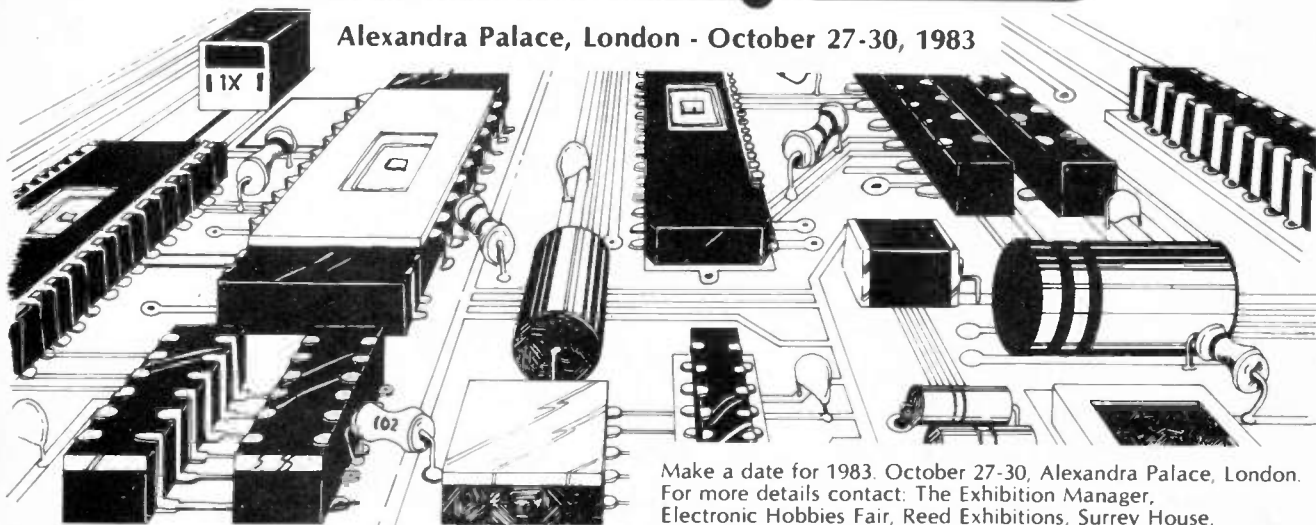 Alexandra Palace, London - October 27-30, 1983
1X
102
Make a date for 1983. October 27-30, Alexandra Palace, London.
For more details contact: The Exhibition Manager,
Electronic Hobbies Fair, Reed Exhibitions, Surrey House,